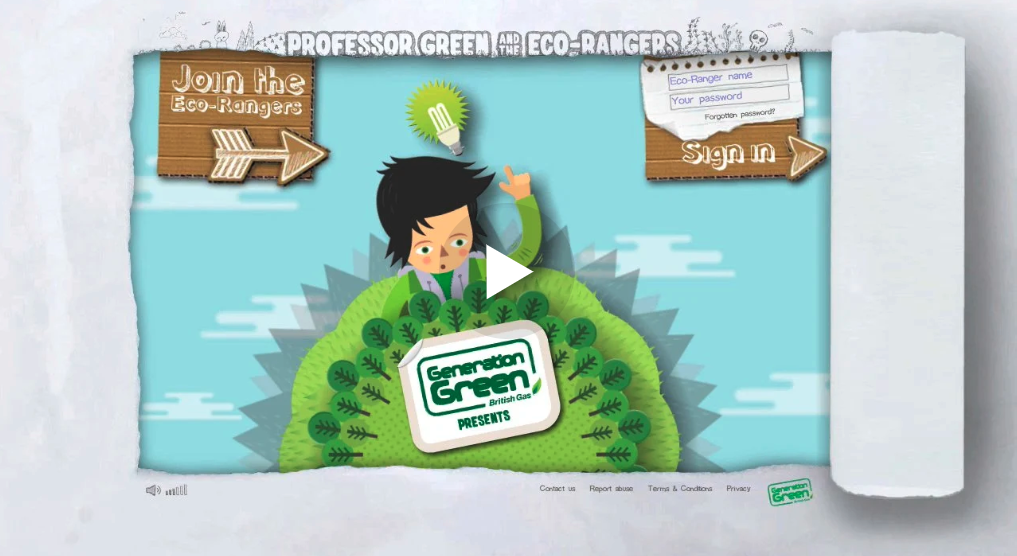 PROFESSOR GREEN AND THE ECO-RANGERS
Join the
Eco-Rangers
Eco-Ranger name
Your password
Forgotten password?
Sign in
Generation
Green
British Gas
PRESENTS
Contact us Report abuse Terms & Conditions Privacy
Generation
Green